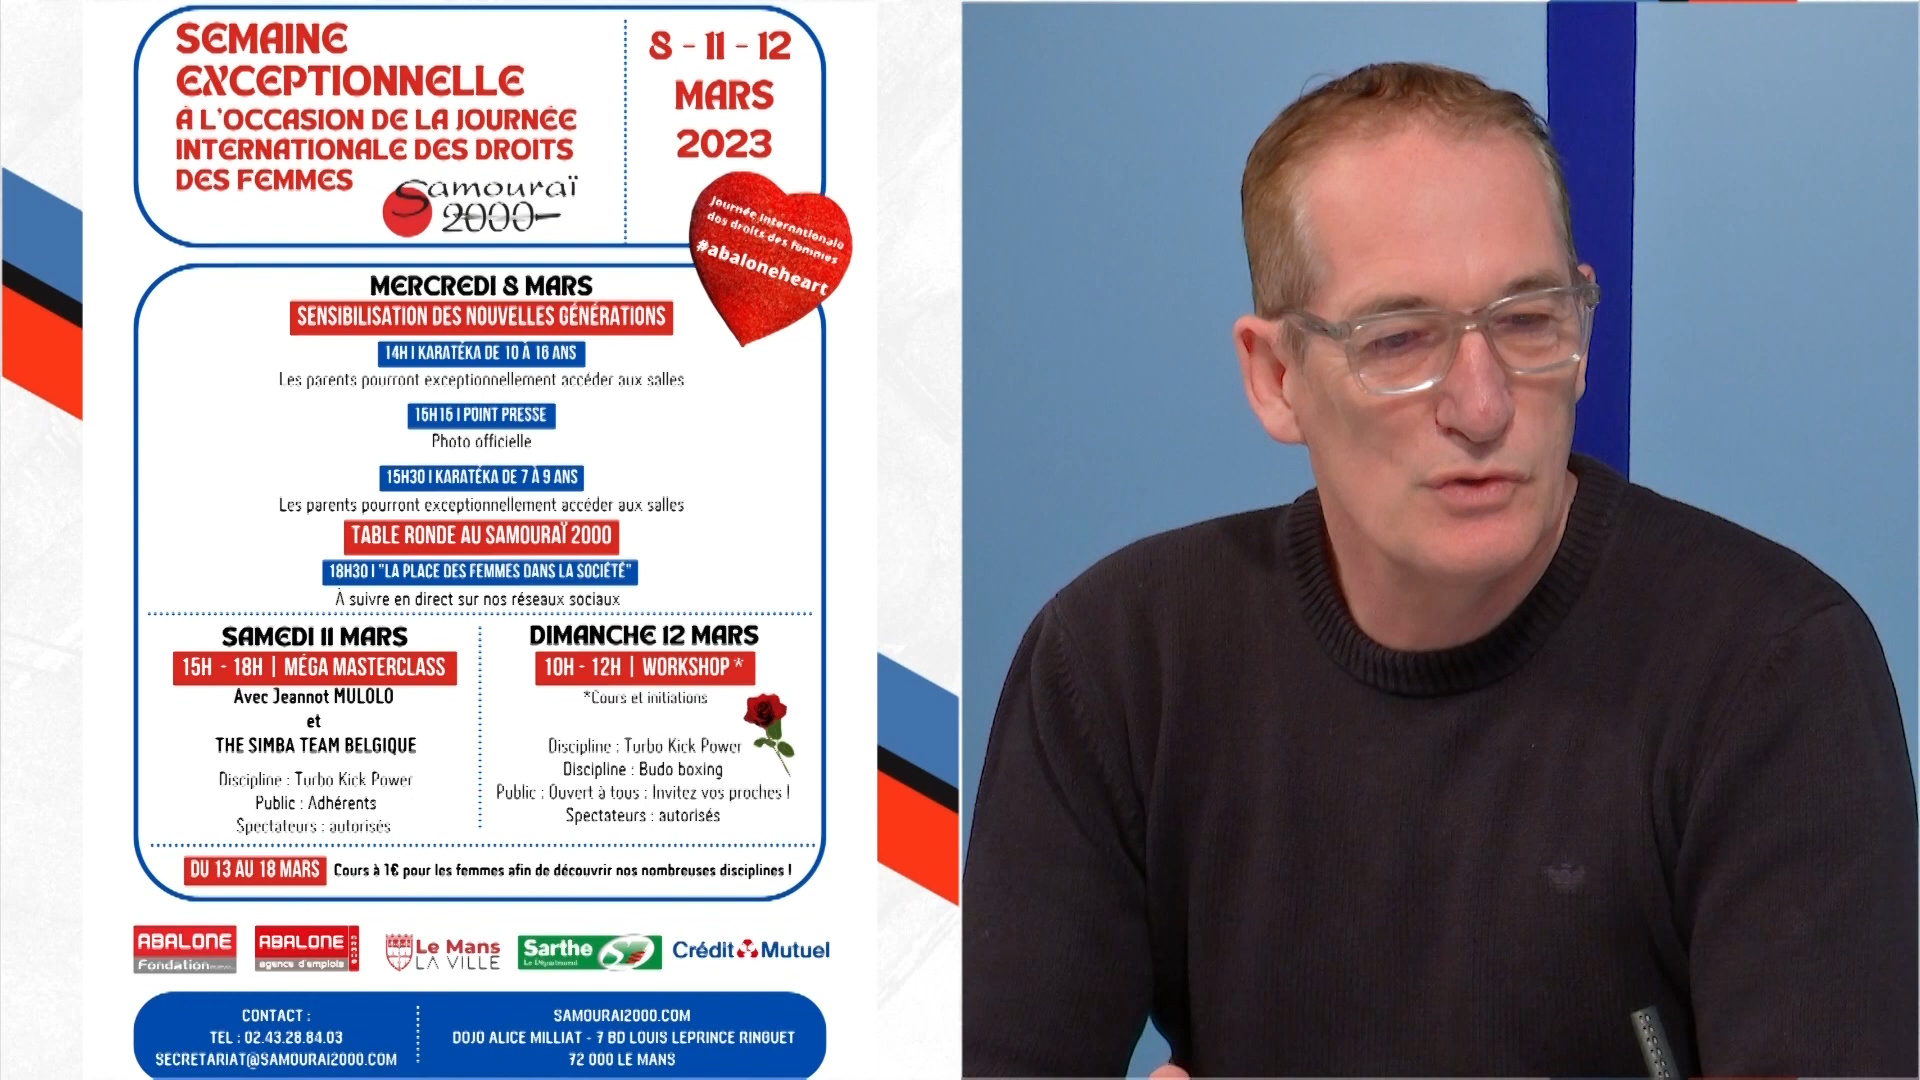 SEMAINE
EXCEPTIONNELLE
À L'OCCASION DE LA JOURNÉE
INTERNATIONALE DES DROITS
DES FEMMES
Samouraï
2000
8 - 11 - 12
MARS
2023
Journée internationale
des droits des femmes
#abaloneheart
MERCREDI 8 MARS
SENSIBILISATION DES NOUVELLES GÉNÉRATIONS
14H I KARATÉKA DE 10 À 16 ANS
Les parents pourront exceptionnellement accéder aux salles
15H15 I POINT PRESSE
Photo officielle
15H30 I KARATÉKA DE 7 À 9 ANS
Les parents pourront exceptionnellement accéder aux salles
TABLE RONDE AU SAMOURAÏ 2000
18H30 I "LA PLACE DES FEMMES DANS LA SOCIÉTÉ"
À suivre en direct sur nos réseaux sociaux
SAMEDI 11 MARS
15H - 18H | MÉGA MASTERCLASS
Avec Jeannot MULOLO
et
THE SIMBA TEAM BELGIQUE
Discipline : Turbo Kick Power
Public : Adhérents
Spectateurs : autorisés
DIMANCHE 12 MARS
10H - 12H | WORKSHOP *
*Cours et initiations
Discipline : Turbo Kick Power
Discipline : Budo boxing
Public : Ouvert à tous : Invitez vos proches !
Spectateurs : autorisés
DU 13 AU 18 MARS Cours à 1€ pour les femmes afin de découvrir nos nombreuses disciplines !
ABALONE
Fondation
ABALONE
agence d'emplois
Le Mans
LA VILLE
Sarthe
Le Département
Crédit Mutuel
CONTACT :
TEL : 02.43.28.84.03
SECRETARIAT@SAMOURAI2000.COM
SAMOURAI2000.COM
DOJO ALICE MILLIAT - 7 BD LOUIS LEPRINCE RINGUET
72 000 LE MANS